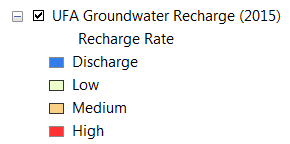 UFA Groundwater Recharge (2015)
Recharge Rate
Discharge
Low
Medium
High